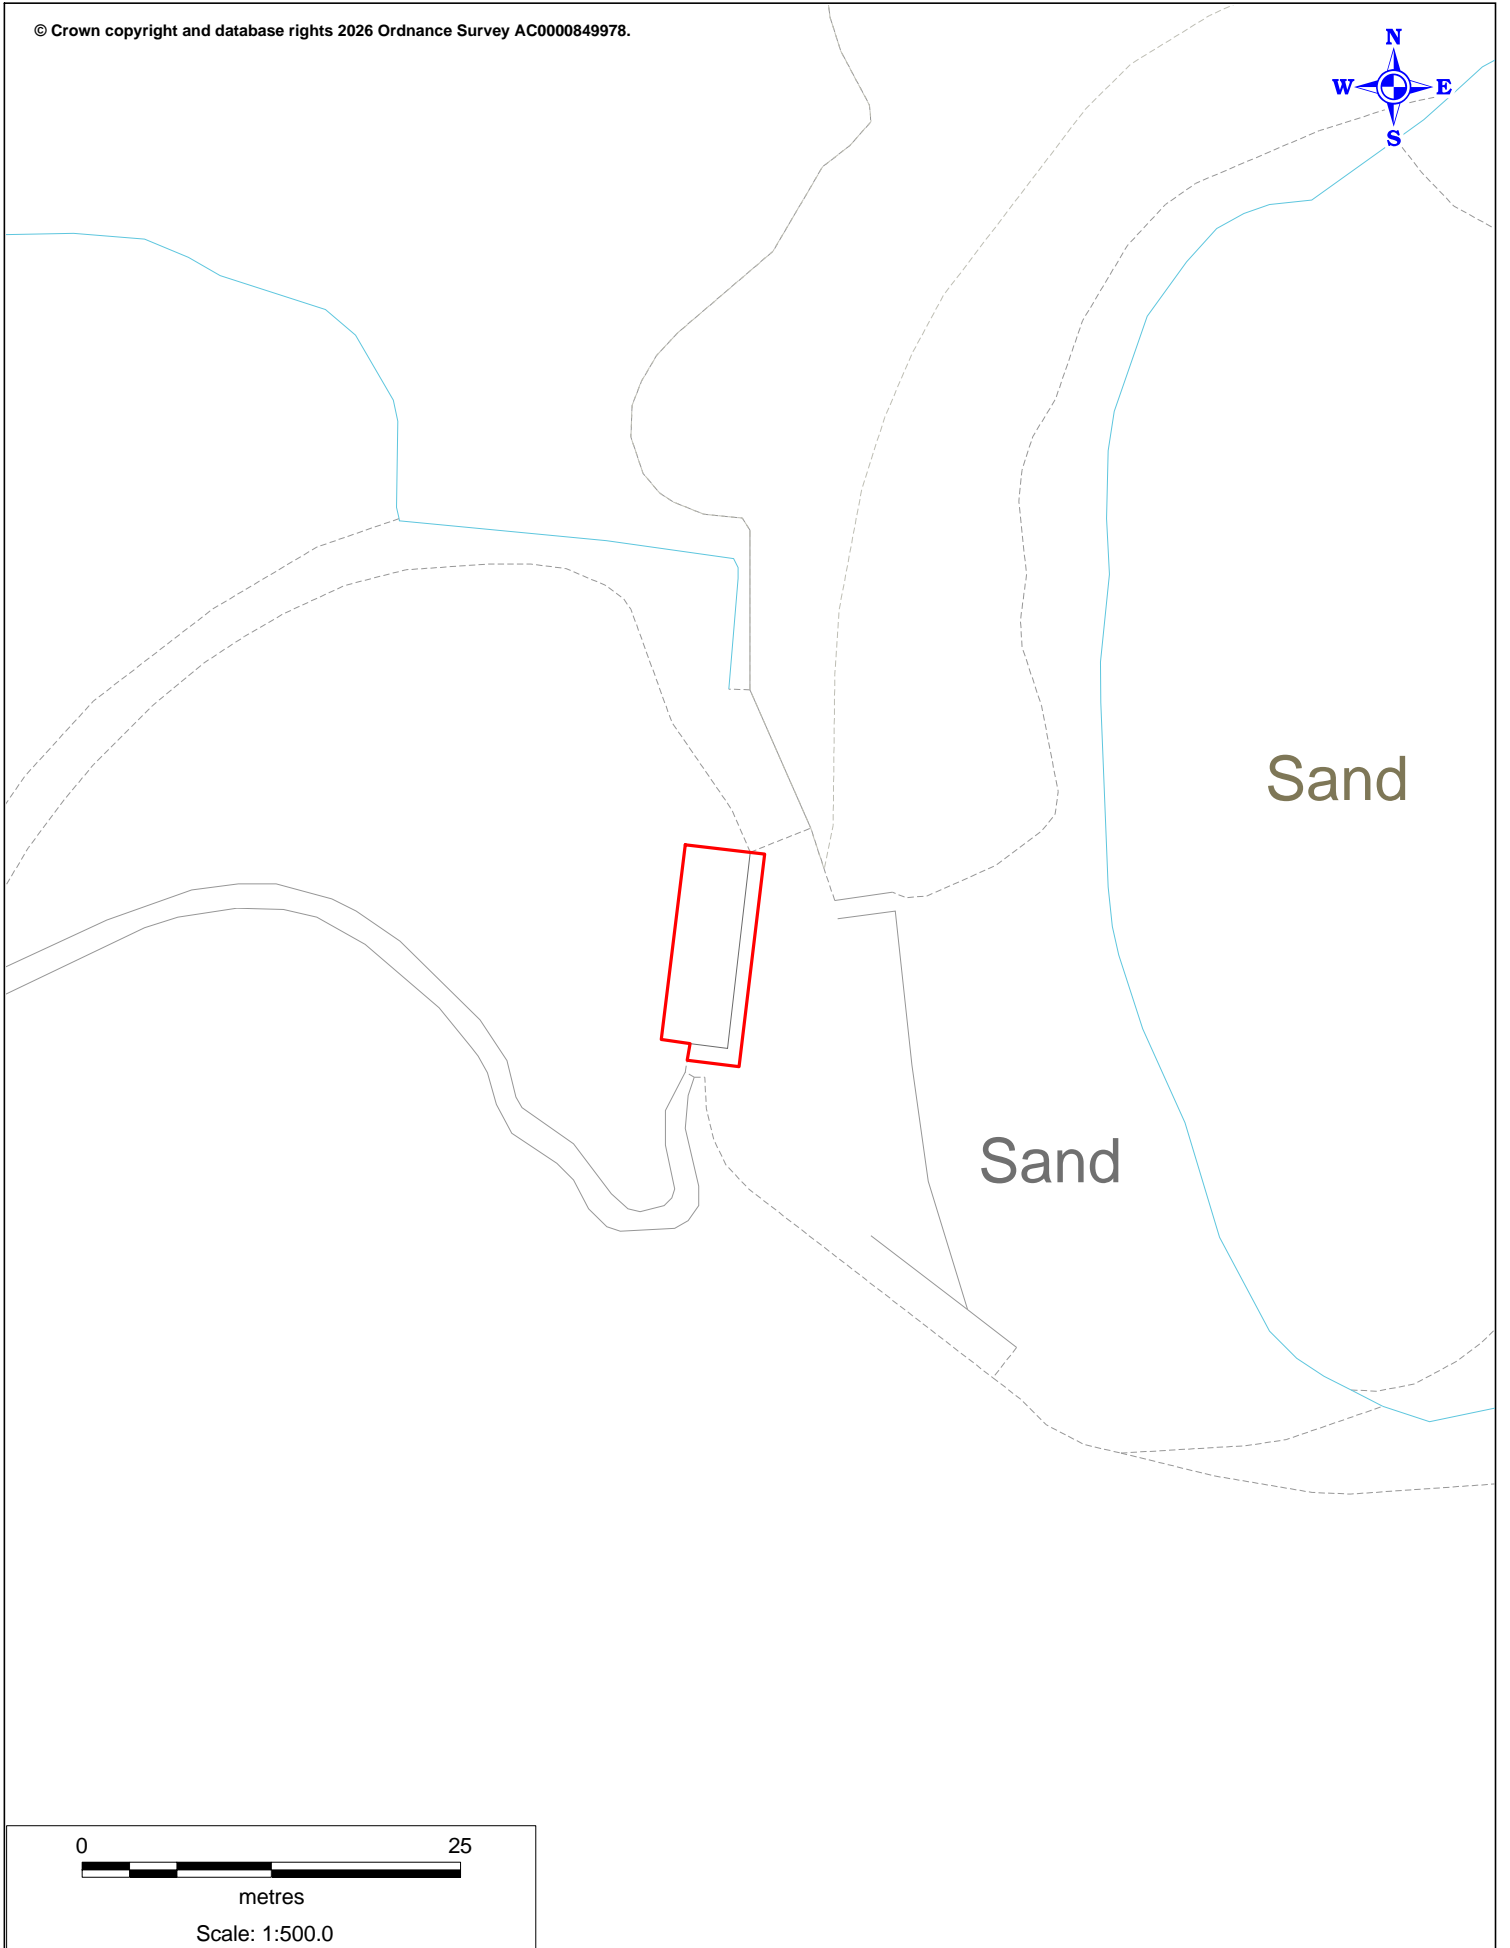 © Crown copyright and database rights 2026 Ordnance Survey AC0000849978.
N
W E
S
Sand
Sand
0 25
metres
Scale: 1:500.0